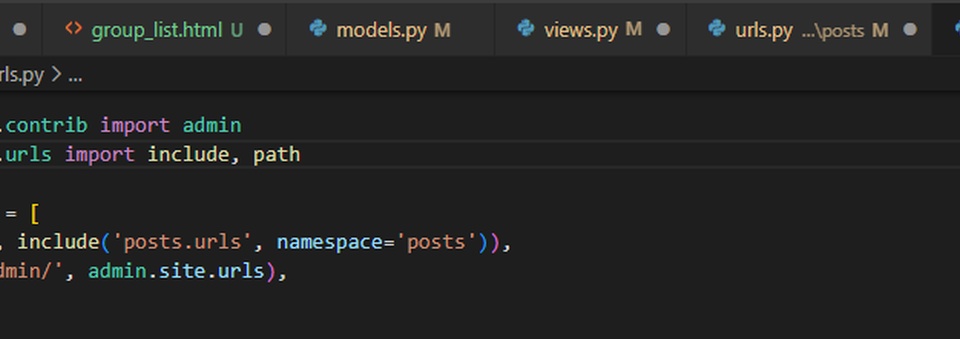 group_list.html U models.py M views.py M urls.py ...\posts M
rls.py > ...
.contrib import admin
.urls import include, path
= [
, include('posts.urls', namespace='posts')),
dmin/', admin.site.urls),